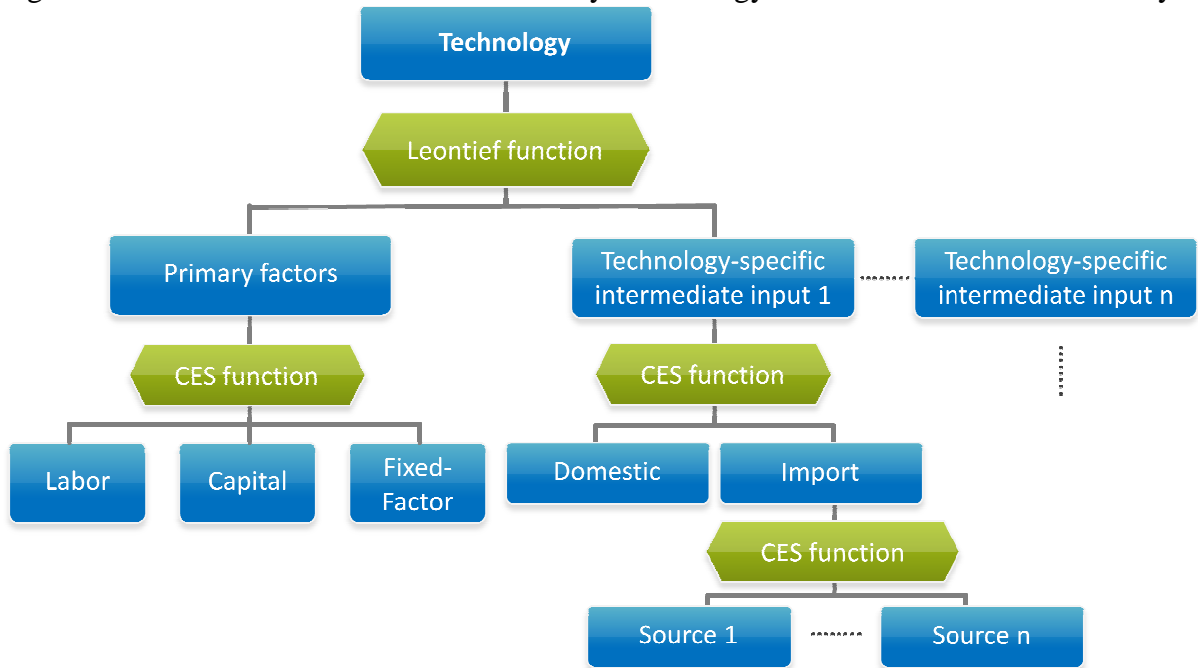 Technology
Leontief function
Primary factors
Technology-specific
intermediate input 1
Technology-specific
intermediate input n
CES function
CES function
Labor
Capital
Fixed-
Factor
Domestic
Import
CES function
Source 1
Source n